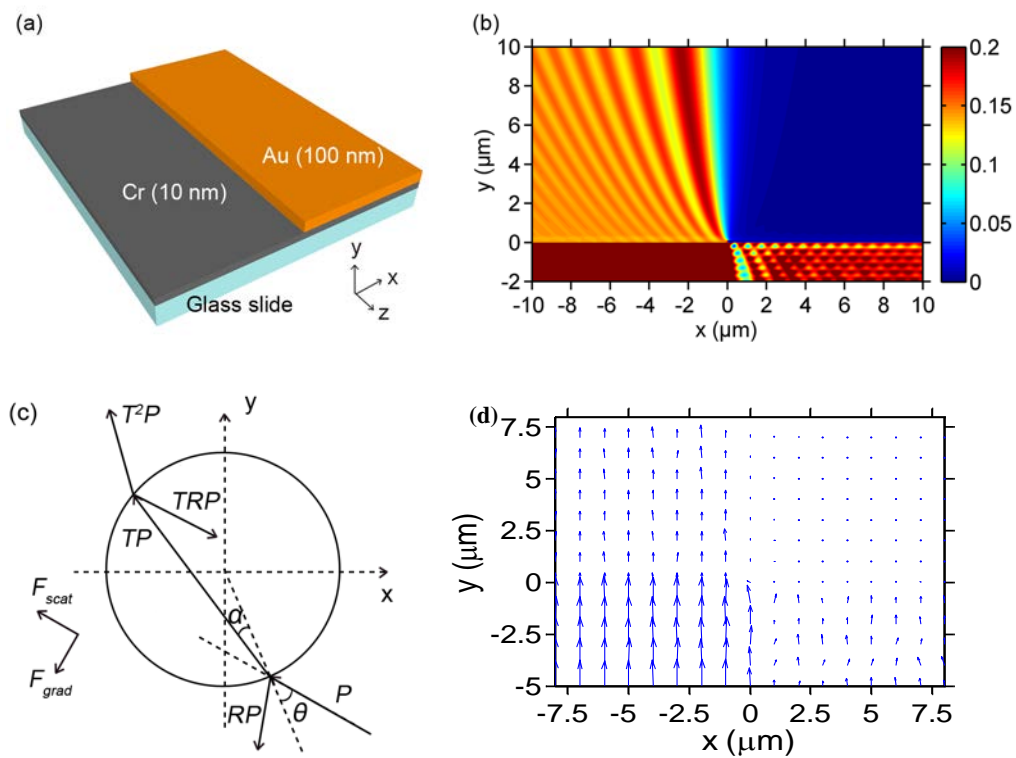 (a)
Au (100 nm)
Cr (10 nm)
Glass slide
y
x
z
(b)
10
8
6
4
2
0
-2
y (µm)
-10 -8 -6 -4 -2 0 2 4 6 8 10
x (µm)
0.2
0.15
0.1
0.05
0
(c)
T²P
y
TRP
TP
x
F_scat
α
F_grad
P
RP
θ
(d)
7.5
5
2.5
0
-2.5
-5
y (µm)
-7.5 -5 -2.5 0 2.5 5 7.5
x (µm)